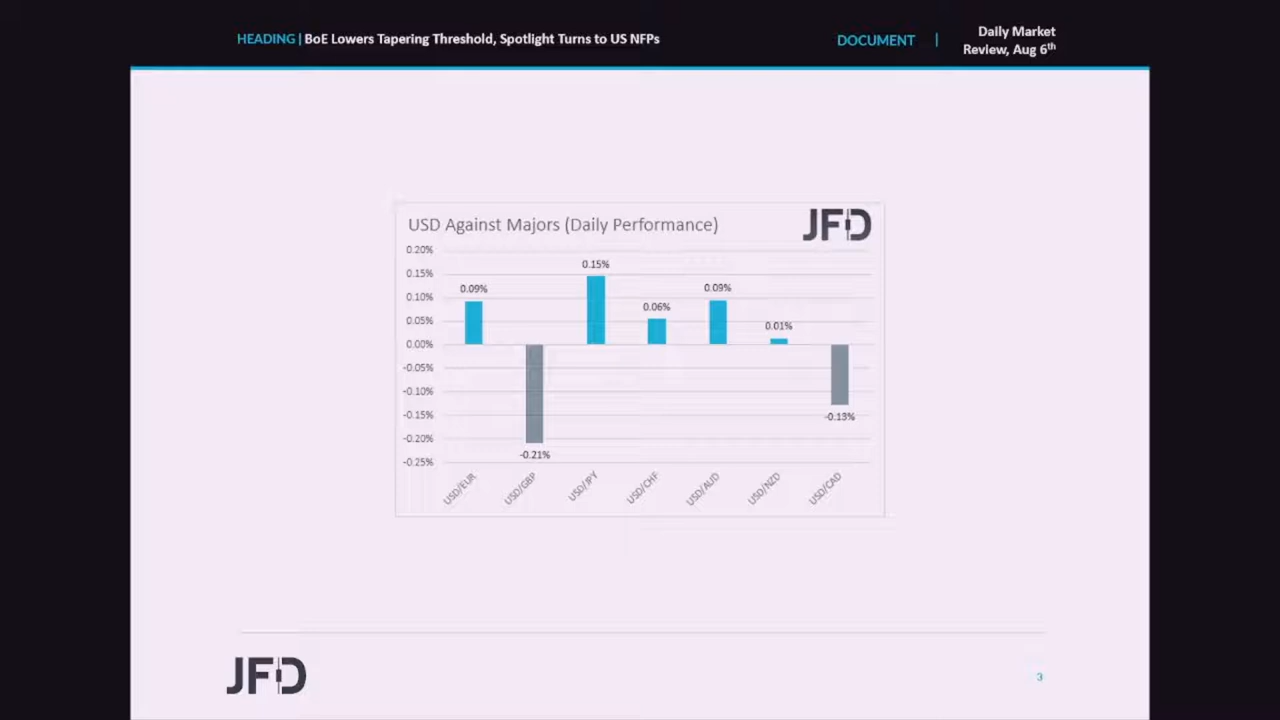 HEADING | BoE Lowers Tapering Threshold, Spotlight Turns to US NFPs
DOCUMENT |
Daily Market
Review, Aug 6th
USD Against Majors (Daily Performance)
JFD
0.20%
0.15%
0.10%
0.05%
0.00%
-0.05%
-0.10%
-0.15%
-0.20%
-0.25%
0.09%
-0.21%
0.15%
0.06%
0.09%
0.01%
-0.13%
USD/EUR
USD/GBP
USD/JPY
USD/CHF
USD/AUD
USD/NZD
USD/CAD
JFD
3